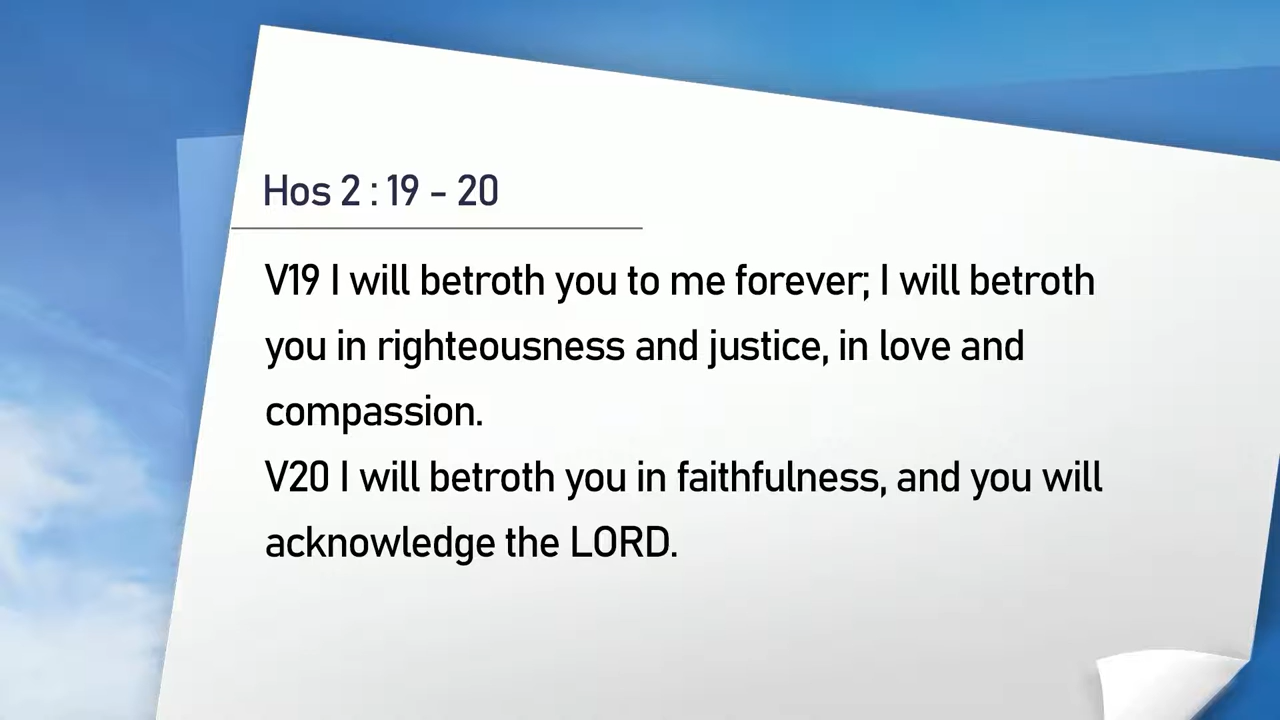 Hos 2 : 19 - 20
V19 I will betroth you to me forever; I will betroth
you in righteousness and justice, in love and
compassion.
V20 I will betroth you in faithfulness, and you will
acknowledge the LORD.